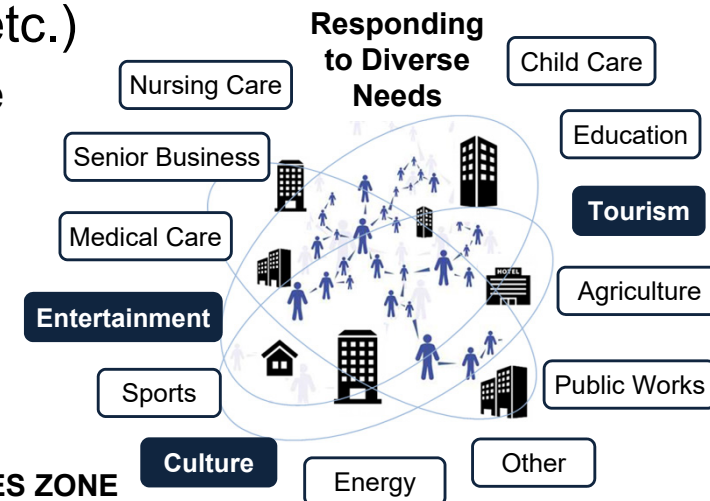 etc.)
Responding
to Diverse
Needs
Nursing Care
Child Care
Senior Business
Education
Medical Care
Tourism
HOTEL
Entertainment
Agriculture
Sports
Public Works
Culture
Energy
Other
ES ZONE